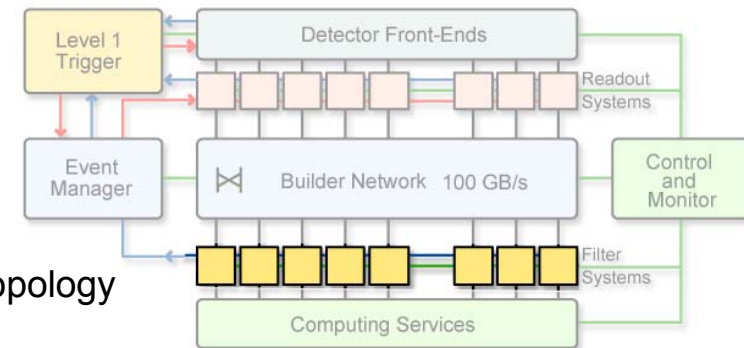 Level 1
Trigger
Detector Front-Ends
Readout
Systems
Event
Manager
Builder Network 100 GB/s
Control
and
Monitor
Filter
Systems
opology
Computing Services